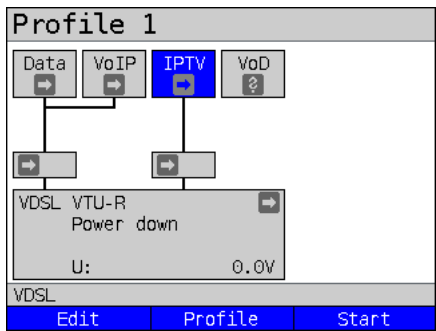 Profile 1
Data VoIP IPTV VoD
?
VDSL VTU-R
Power down
U: 0.0V
VDSL
Edit Profile Start